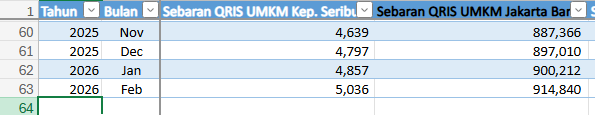 1 Tahun Bulan Sebaran QRIS UMKM Kep. Seribu Sebaran QRIS UMKM Jakarta Bar
60 2025 Nov 4,639 887,366
61 2025 Dec 4,797 897,010
62 2026 Jan 4,857 900,212
63 2026 Feb 5,036 914,840
64